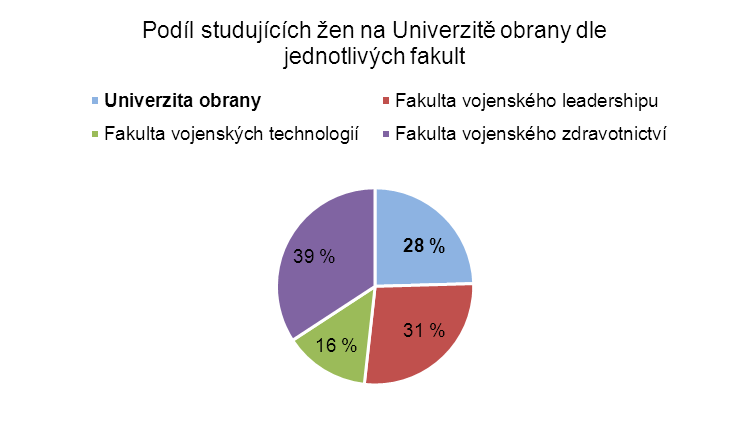 Podíl studujících žen na Univerzitě obrany dle
jednotlivých fakult
Univerzita obrany
Fakulta vojenského leadershipu
Fakulta vojenských technologií
Fakulta vojenského zdravotnictví
39 %
28 %
16 %
31 %